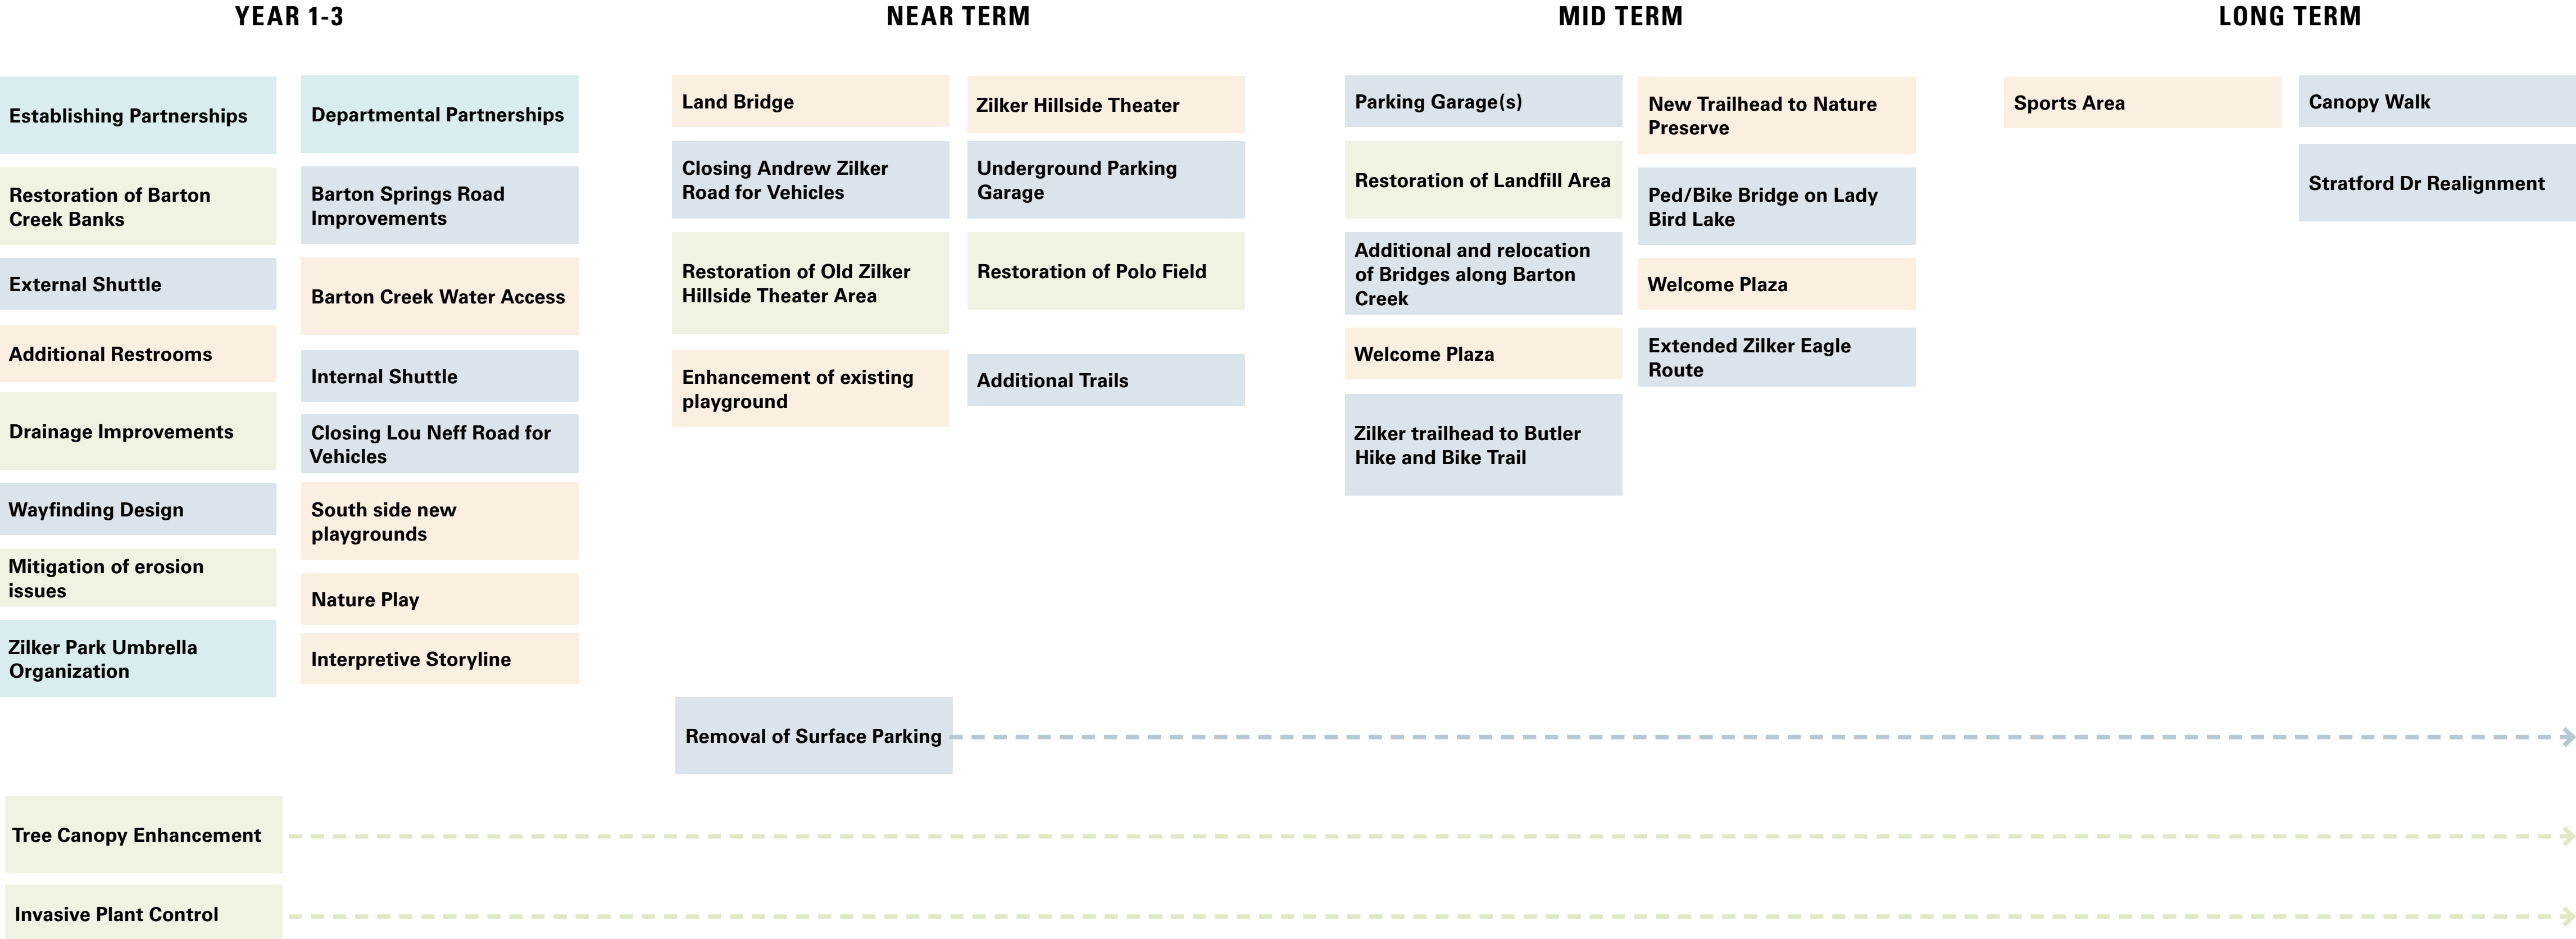 YEAR 1-3
Establishing Partnerships
Restoration of Barton
Creek Banks
External Shuttle
Additional Restrooms
Drainage Improvements
Wayfinding Design
Mitigation of erosion
issues
Zilker Park Umbrella
Organization
Departmental Partnerships
Barton Springs Road
Improvements
Barton Creek Water Access
Internal Shuttle
Closing Lou Neff Road for
Vehicles
South side new
playgrounds
Nature Play
Interpretive Storyline
NEAR TERM
Land Bridge
Closing Andrew Zilker
Road for Vehicles
Restoration of Old Zilker
Hillside Theater Area
Enhancement of existing
playground
Zilker Hillside Theater
Underground Parking
Garage
Restoration of Polo Field
Additional Trails
MID TERM
Parking Garage(s)
Restoration of Landfill Area
Additional and relocation
of Bridges along Barton
Creek
Welcome Plaza
Zilker trailhead to Butler
Hike and Bike Trail
New Trailhead to Nature
Preserve
Ped/Bike Bridge on Lady
Bird Lake
Welcome Plaza
Extended Zilker Eagle
Route
LONG TERM
Sports Area
Canopy Walk
Stratford Dr Realignment
Removal of Surface Parking
Tree Canopy Enhancement
Invasive Plant Control